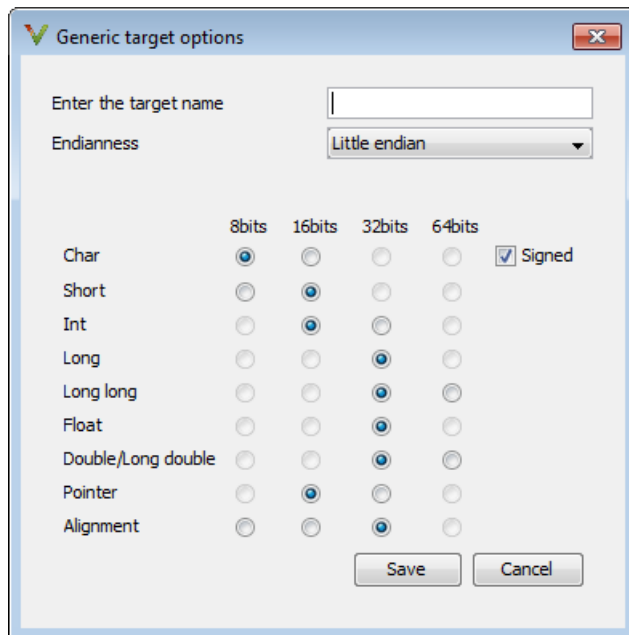 Generic target options
Enter the target name
Endianness Little endian
8bits 16bits 32bits 64bits
Char Signed
Short
Int
Long
Long long
Float
Double/Long double
Pointer
Alignment
Save Cancel